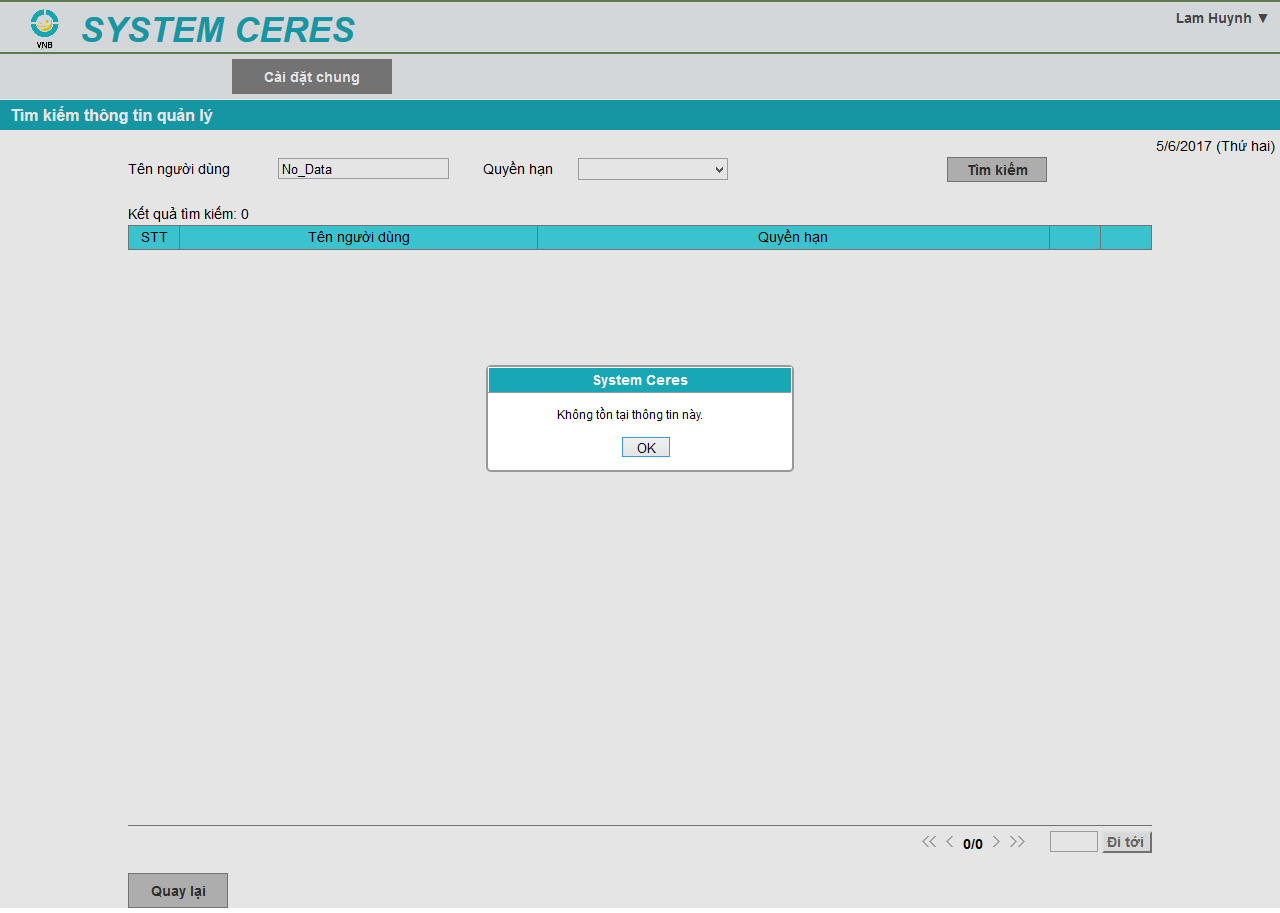 VNB
SYSTEM CERES
Lam Huynh ▼
Cài đặt chung
Tìm kiếm thông tin quản lý
5/6/2017 (Thứ hai)
Tên người dùng No_Data Quyền hạn Tìm kiếm
Kết quả tìm kiếm: 0
STT Tên người dùng Quyền hạn
System Ceres
Không tồn tại thông tin này.
OK
0/0 Đi tới
Quay lại